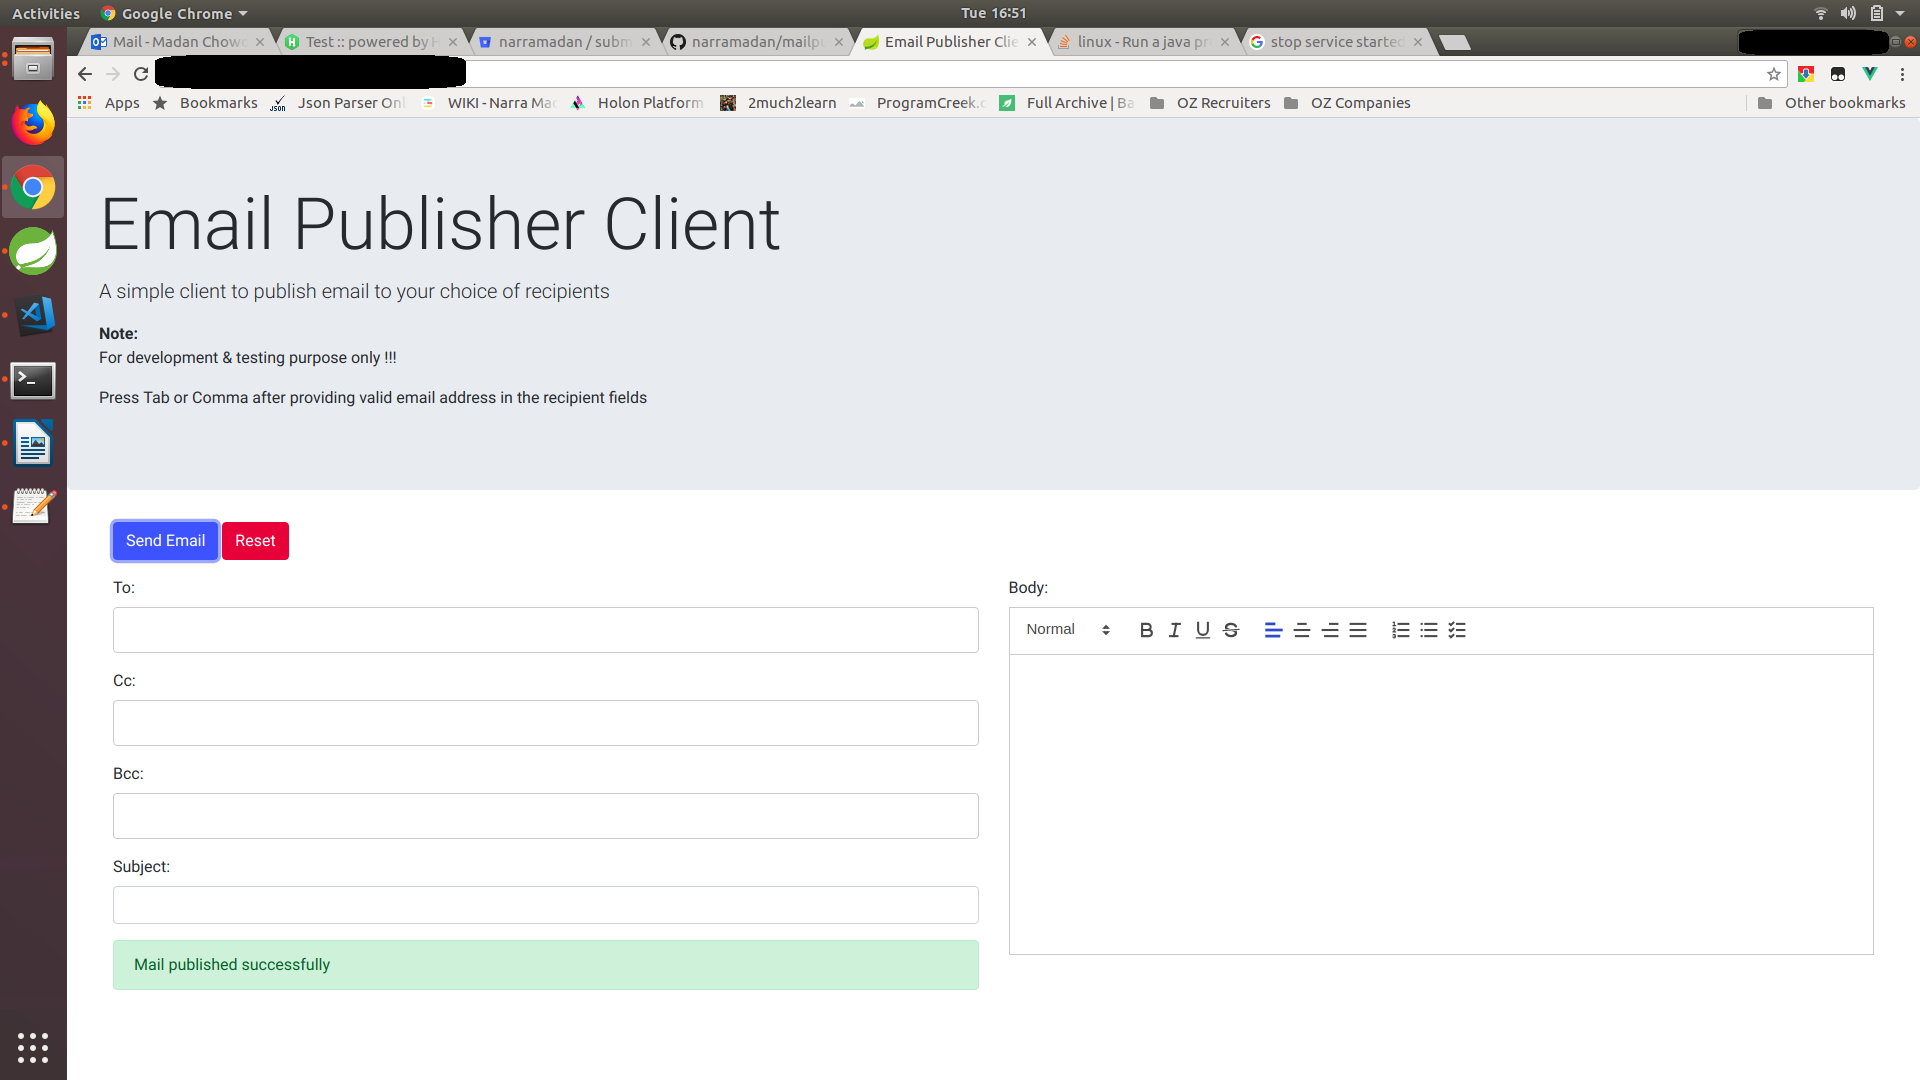 Activities
Google Chrome
Tue 16:51
Mail - Madan Chow
Test :: powered by H
narramadan / subm
narramadan/mailpu
Email Publisher Clie
linux - Run a java pr
stop service started
Apps
Bookmarks
Json Parser Onl
WIKI - Narra Mad
Holon Platform
2much2learn
ProgramCreek.c
Full Archive | Ba
OZ Recruiters
OZ Companies
Other bookmarks
Email Publisher Client
A simple client to publish email to your choice of recipients
Note:
For development & testing purpose only !!!
Press Tab or Comma after providing valid email address in the recipient fields
Send Email
Reset
To:
Cc:
Bcc:
Subject:
Mail published successfully
Body:
Normal